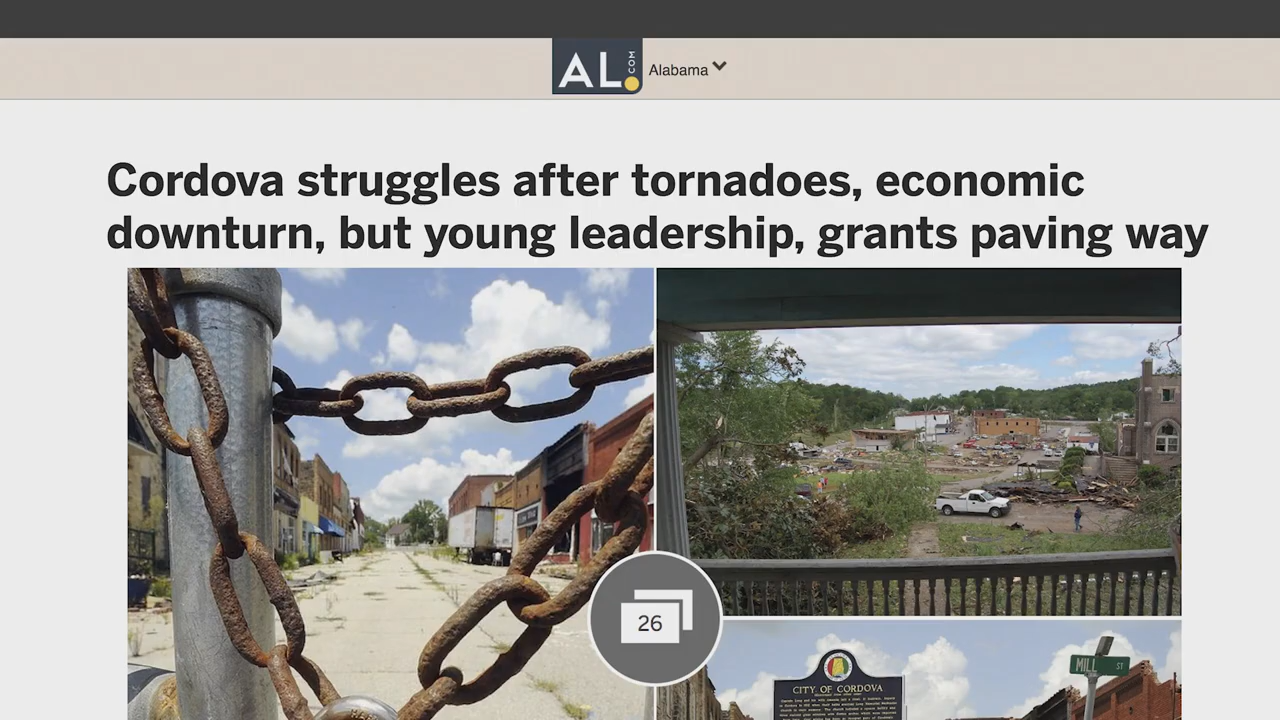 AL.COM
Alabama
Cordova struggles after tornadoes, economic
downturn, but young leadership, grants paving way
26
CITY OF CORDOVA
MILL ST